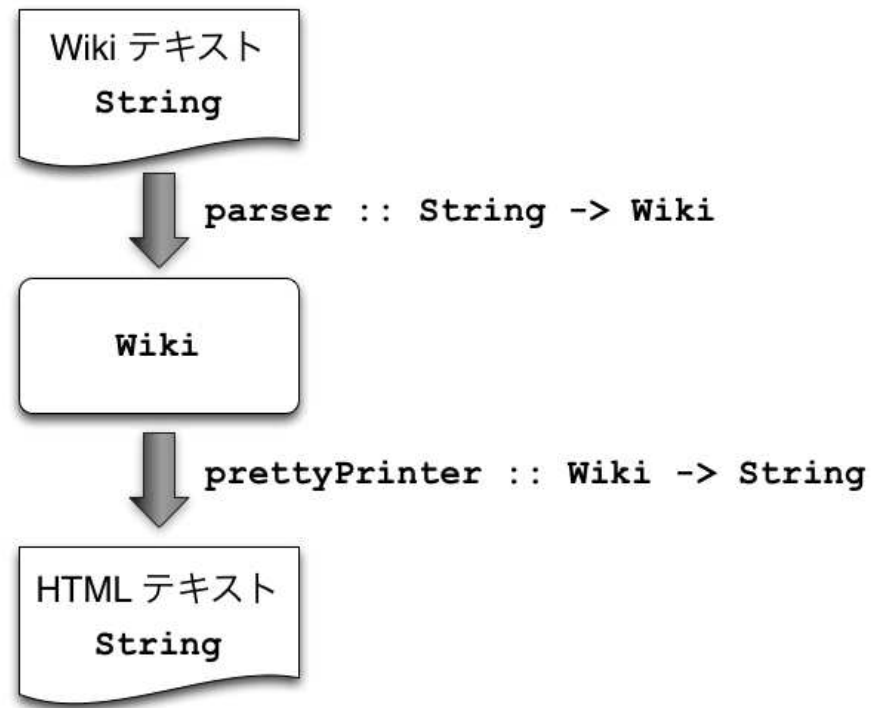 Wiki テキスト
String
parser :: String -> Wiki
Wiki
prettyPrinter :: Wiki -> String
HTML テキスト
String